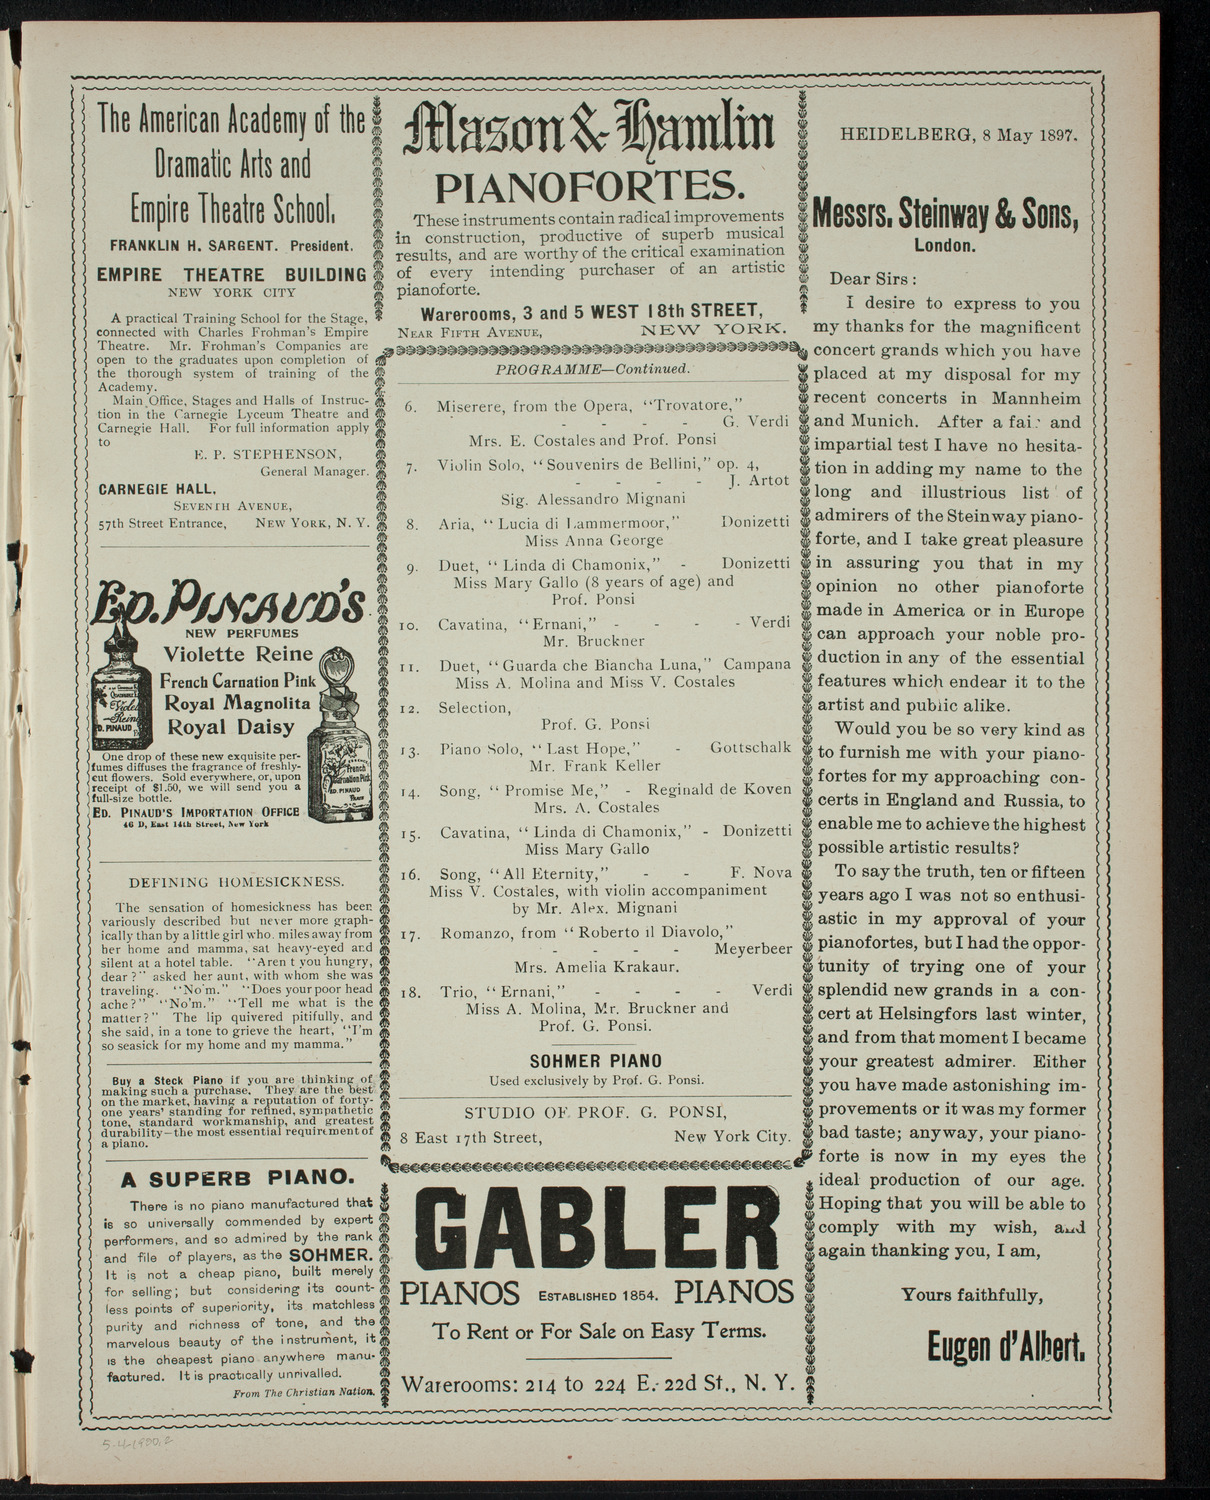 The American Academy of the
Dramatic Arts and
Empire Theatre School.
FRANKLIN H. SARGENT. President.
EMPIRE THEATRE BUILDING
NEW YORK CITY
A practical Training School for the Stage,
connected with Charles Frohman's Empire
Theatre. Mr. Frohman's Companies are
open to the graduates upon completion of
the thorough system of training of the
Academy.
Main Office, Stages and Halls of Instruc-
tion in the Carnegie Lyceum Theatre and
Carnegie Hall. For full information apply
to
E. P. STEPHENSON,
General Manager.
CARNEGIE HALL,
SEVENTH AVENUE,
57th Street Entrance, NEW YORK, N. Y.
ED. PINAUD'S
NEW PERFUMES
Violette Reine
French Carnation Pink
Royal Magnolita
Royal Daisy
One drop of these new exquisite per-
fumes diffuses the fragrance of freshly-
cut flowers. Sold everywhere, or, upon
receipt of $1.50, we will send you a
full-size bottle.
ED. PINAUD'S IMPORTATION OFFICE
46 D, East 14th Street, New York
DEFINING HOMESICKNESS.
The sensation of homesickness has been
variously described but never more graph-
ically than by a little girl who, miles away from
her home and mamma, sat heavy-eyed and
silent at a hotel table. "Aren t you hungry,
dear?" asked her aunt, with whom she was
traveling. "No'm." "Does your poor head
ache?" "No'm." "Tell me what is the
matter?" The lip quivered pitifully, and
she said, in a tone to grieve the heart, "I'm
so seasick for my home and my mamma."
Buy a Steck Piano if you are thinking of
making such a purchase. They are the best
on the market, having a reputation of forty-
one years' standing for refined, sympathetic
tone, standard workmanship, and greatest
durability—the most essential requirement of
a piano.
A SUPERB PIANO.
There is no piano manufactured that
is so universally commended by expert
performers, and so admired by the rank
and file of players, as the SOHMER.
It is not a cheap piano, built merely
for selling; but considering its count-
less points of superiority, its matchless
purity and richness of tone, and the
marvelous beauty of the instrument, it
is the cheapest piano anywhere manu-
factured. It is practically unrivalled.
From The Christian Nation.
Mason & Hamlin
PIANOFORTES.
These instruments contain radical improvements
in construction, productive of superb musical
results, and are worthy of the critical examination
of every intending purchaser of an artistic
pianoforte.
Warerooms, 3 and 5 WEST 18th STREET,
NEAR FIFTH AVENUE, NEW YORK.
PROGRAMME—Continued.
6. Miserere, from the Opera, "Trovatore,"
- - - - G. Verdi
Mrs. E. Costales and Prof. Ponsi
7. Violin Solo, "Souvenirs de Bellini," op. 4,
- - - - J. Artot
Sig. Alessandro Mignani
8. Aria, "Lucia di Lammermoor," Donizetti
Miss Anna George
9. Duet, "Linda di Chamonix," - Donizetti
Miss Mary Gallo (8 years of age) and
Prof. Ponsi
10. Cavatina, "Ernani," - - - - Verdi
Mr. Bruckner
11. Duet, "Guarda che Biancha Luna," Campana
Miss A. Molina and Miss V. Costales
12. Selection,
Prof. G. Ponsi
13. Piano Solo, "Last Hope," - Gottschalk
Mr. Frank Keller
14. Song, "Promise Me," - Reginald de Koven
Mrs. A. Costales
15. Cavatina, "Linda di Chamonix," - Donizetti
Miss Mary Gallo
16. Song, "All Eternity," - - F. Nova
Miss V. Costales, with violin accompaniment
by Mr. Alex. Mignani
17. Romanzo, from "Roberto il Diavolo,"
- - - - Meyerbeer
Mrs. Amelia Krakaur.
18. Trio, "Ernani," - - - - Verdi
Miss A. Molina, Mr. Bruckner and
Prof. G. Ponsi.
SOHMER PIANO
Used exclusively by Prof. G. Ponsi.
STUDIO OF PROF. G. PONSI,
8 East 17th Street, New York City.
GABLER
PIANOS ESTABLISHED 1854. PIANOS
To Rent or For Sale on Easy Terms.
Warerooms: 214 to 224 E. 22d St., N. Y.
HEIDELBERG, 8 May 1897.
Messrs. Steinway & Sons,
London.
Dear Sirs:
I desire to express to you
my thanks for the magnificent
concert grands which you have
placed at my disposal for my
recent concerts in Mannheim
and Munich. After a fair and
impartial test I have no hesita-
tion in adding my name to the
long and illustrious list of
admirers of the Steinway piano-
forte, and I take great pleasure
in assuring you that in my
opinion no other pianoforte
made in America or in Europe
can approach your noble pro-
duction in any of the essential
features which endear it to the
artist and public alike.
Would you be so very kind as
to furnish me with your piano-
fortes for my approaching con-
certs in England and Russia, to
enable me to achieve the highest
possible artistic results?
To say the truth, ten or fifteen
years ago I was not so enthusi-
astic in my approval of your
pianofortes, but I had the oppor-
tunity of trying one of your
splendid new grands in a con-
cert at Helsingfors last winter,
and from that moment I became
your greatest admirer. Either
you have made astonishing im-
provements or it was my former
bad taste; anyway, your piano-
forte is now in my eyes the
ideal production of our age.
Hoping that you will be able to
comply with my wish, and
again thanking you, I am,
Yours faithfully,
Eugen d'Albert.
5-4-1900,2